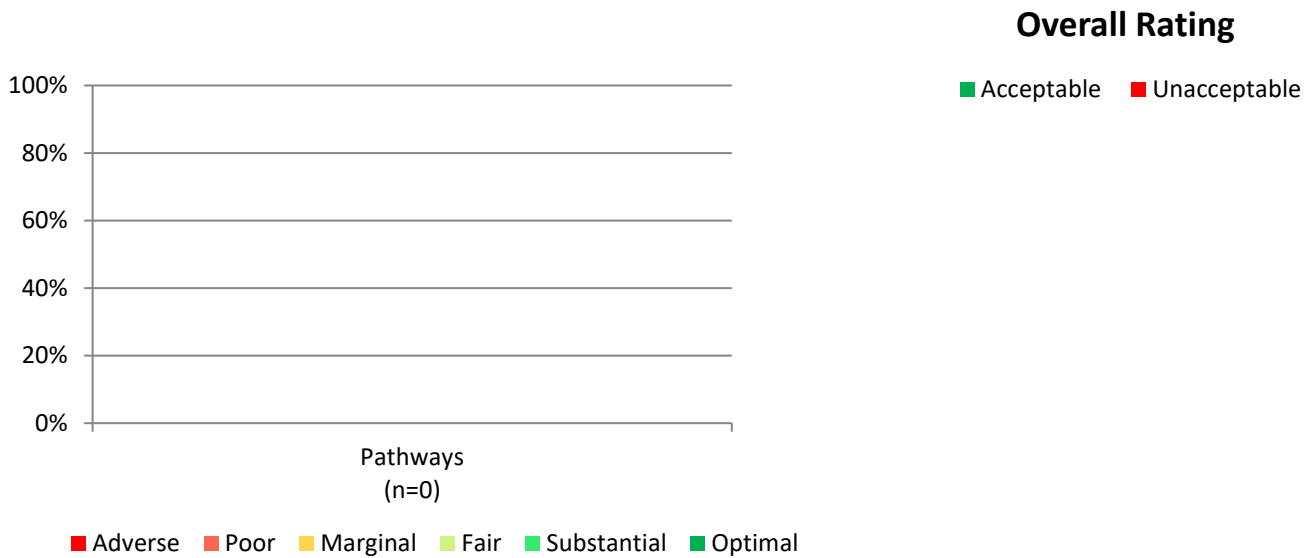 Overall Rating
Acceptable Unacceptable
100%
80%
60%
40%
20%
0%
Pathways
(n=0)
Adverse Poor Marginal Fair Substantial Optimal